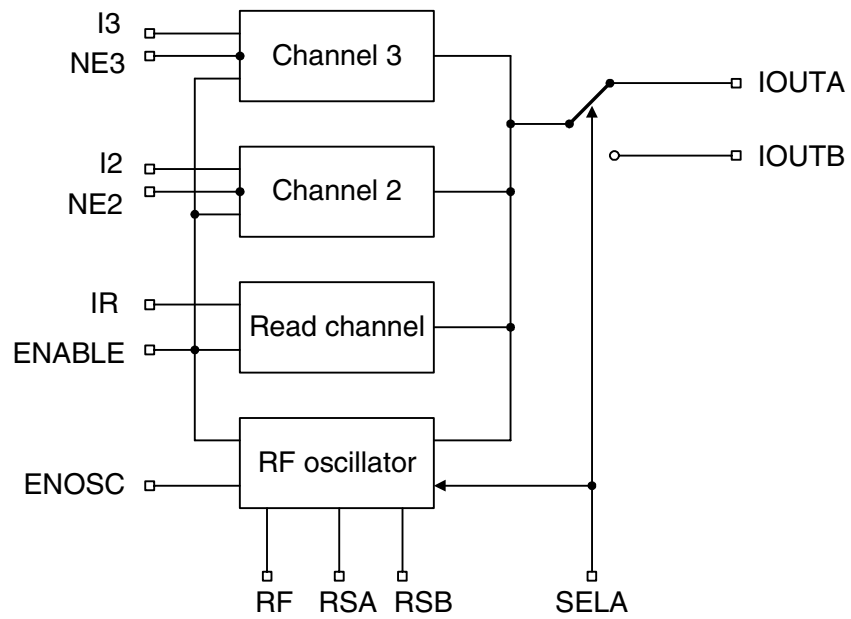 I3
NE3
Channel 3
IOUTA
IOUTB
I2
NE2
Channel 2
IR
ENABLE
Read channel
ENOSC
RF oscillator
RF
RSA
RSB
SELA